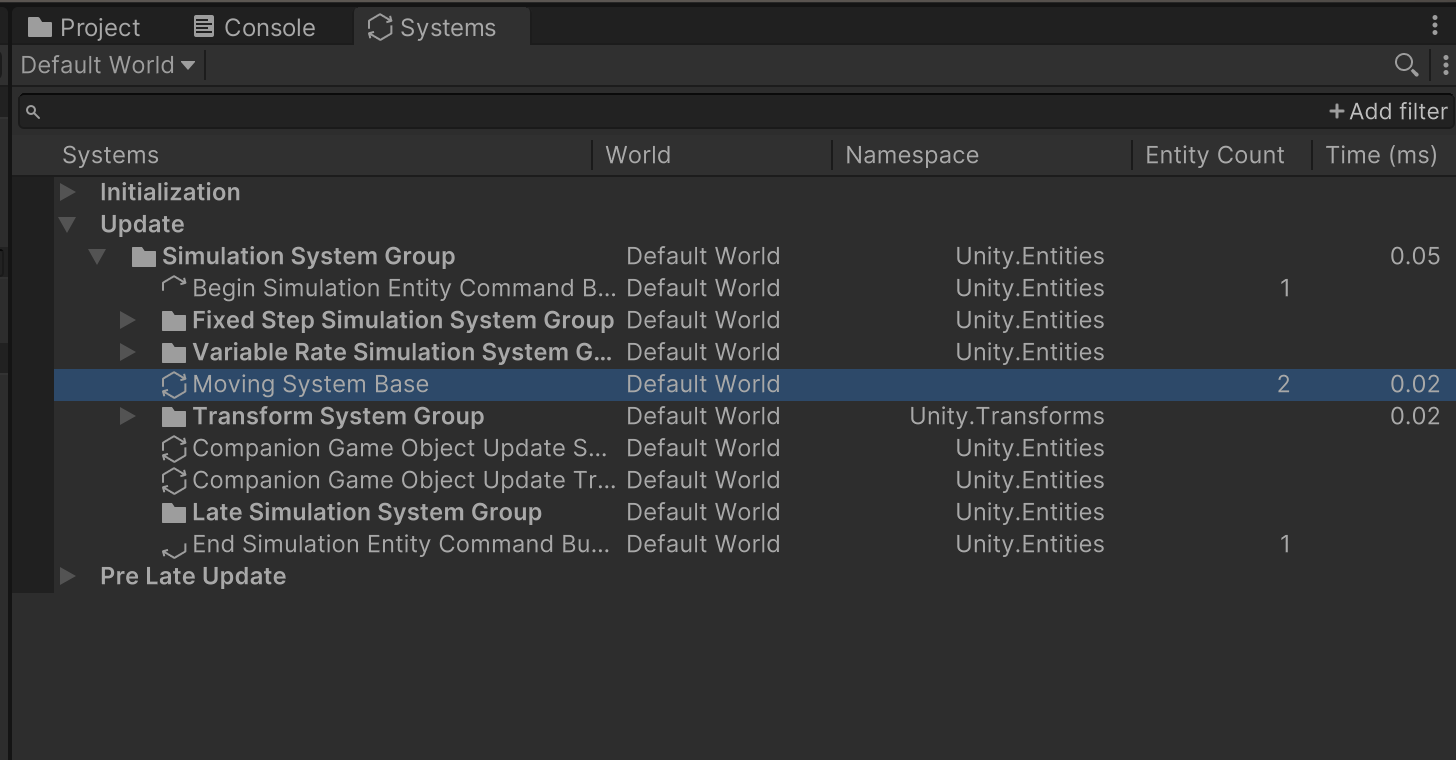 Project Console Systems
Default World
+ Add filter
Systems World Namespace Entity Count Time (ms)
Initialization
Update
Simulation System Group Default World Unity.Entities 0.05
Begin Simulation Entity Command B... Default World Unity.Entities 1
Fixed Step Simulation System Group Default World Unity.Entities
Variable Rate Simulation System G... Default World Unity.Entities
Moving System Base Default World 2 0.02
Transform System Group Default World Unity.Transforms 0.02
Companion Game Object Update S... Default World Unity.Entities
Companion Game Object Update Tr... Default World Unity.Entities
Late Simulation System Group Default World Unity.Entities
End Simulation Entity Command Bu... Default World Unity.Entities 1
Pre Late Update